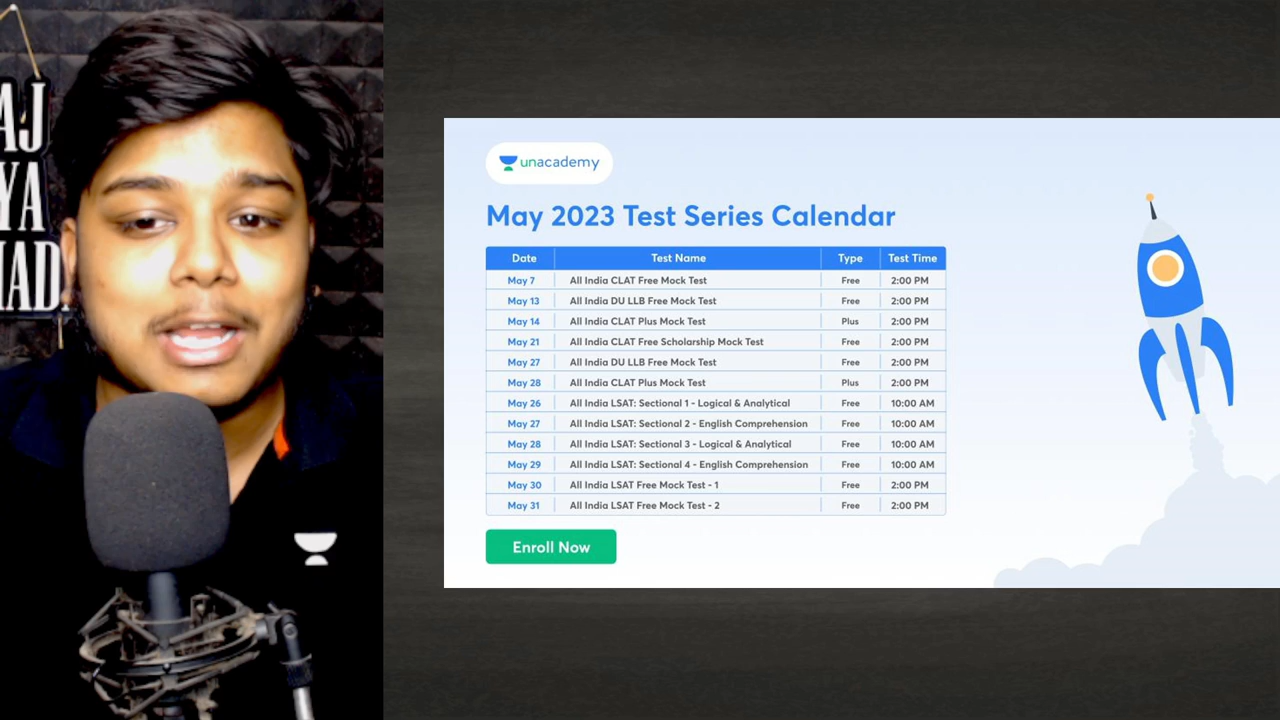 AJ
YA
HAD
unacademy
May 2023 Test Series Calendar
Date Test Name Type Test Time
May 7 All India CLAT Free Mock Test Free 2:00 PM
May 13 All India DU LLB Free Mock Test Free 2:00 PM
May 14 All India CLAT Plus Mock Test Plus 2:00 PM
May 21 All India CLAT Free Scholarship Mock Test Free 2:00 PM
May 27 All India DU LLB Free Mock Test Free 2:00 PM
May 28 All India CLAT Plus Mock Test Plus 2:00 PM
May 26 All India LSAT: Sectional 1 - Logical & Analytical Free 10:00 AM
May 27 All India LSAT: Sectional 2 - English Comprehension Free 10:00 AM
May 28 All India LSAT: Sectional 3 - Logical & Analytical Free 10:00 AM
May 29 All India LSAT: Sectional 4 - English Comprehension Free 10:00 AM
May 30 All India LSAT Free Mock Test - 1 Free 2:00 PM
May 31 All India LSAT Free Mock Test - 2 Free 2:00 PM
Enroll Now